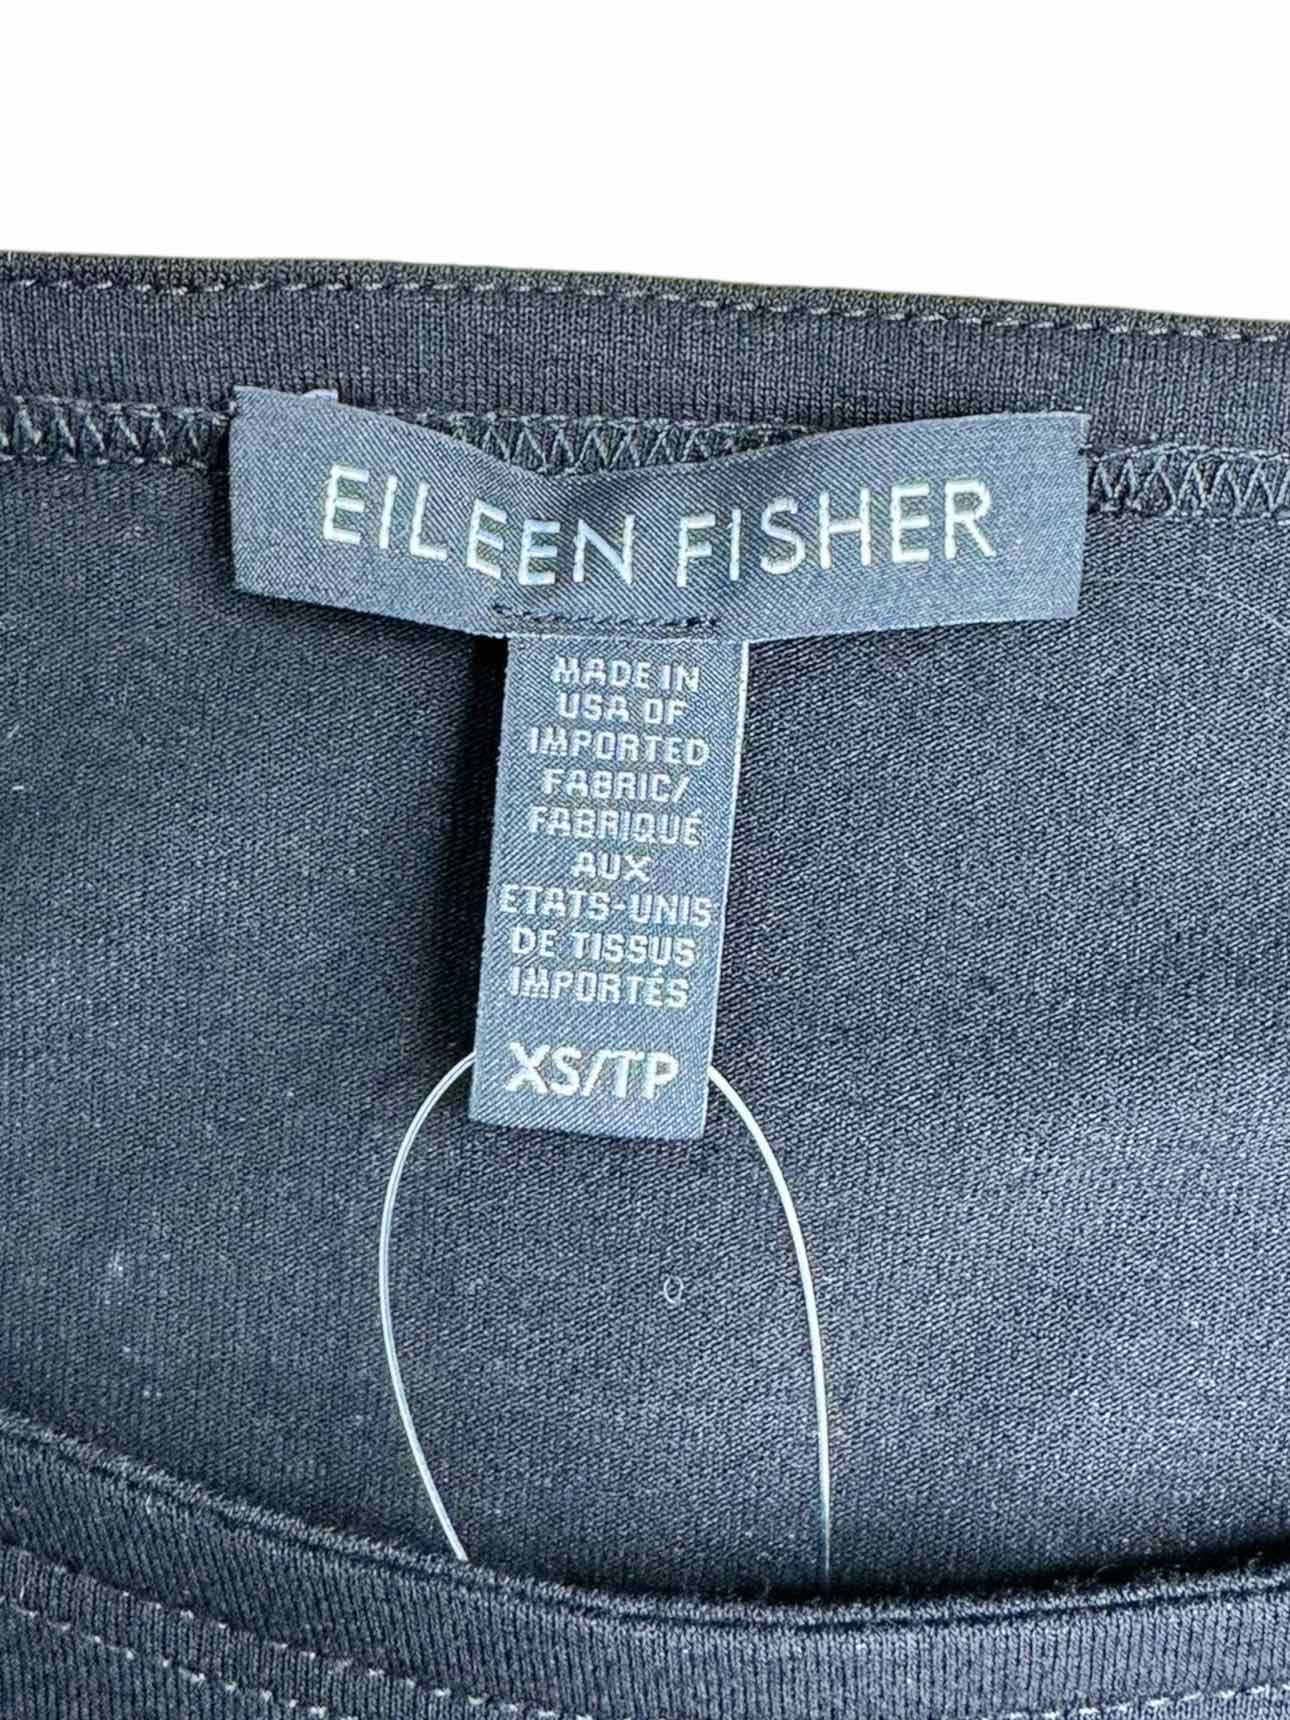 EILEEN FISHER
MADE IN
USA OF
IMPORTED
FABRIC/
FABRIQUÉ
AUX
ETATS-UNIS
DE TISSUS
IMPORTÉS
XS/TP